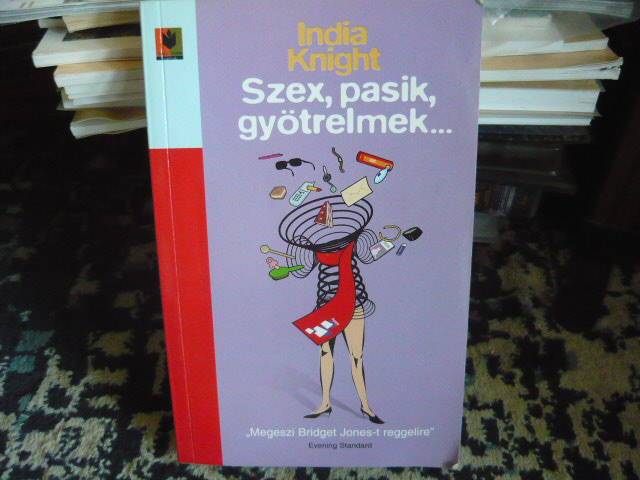 India
Knight
Szex, pasik,
gyötrelmek...
„Megeszi Bridget Jones-t reggelire"
Evening Standard